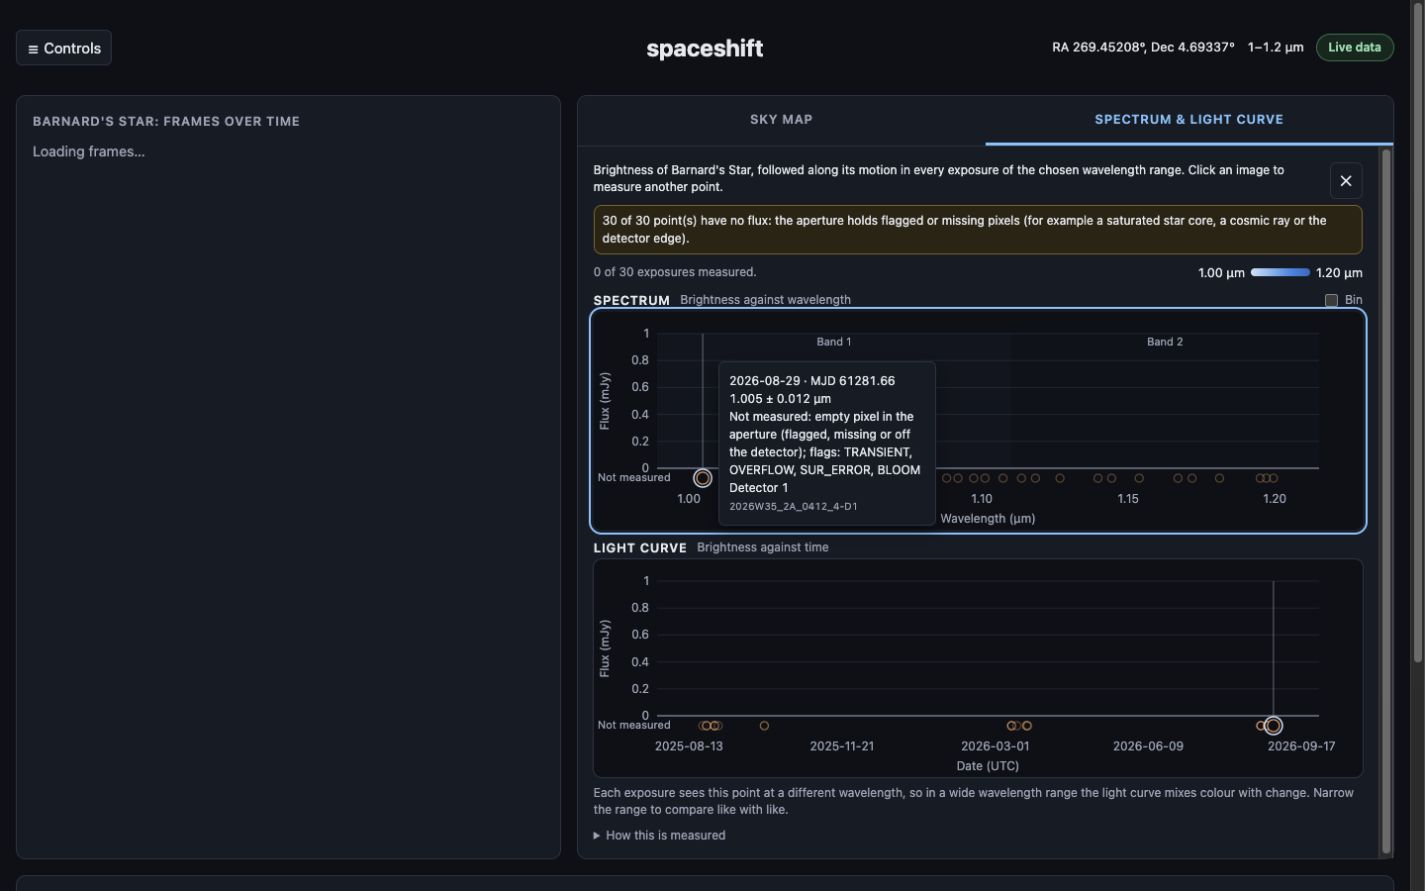 ≡ Controls
spaceshift
RA 269.45208°, Dec 4.69337° 1–1.2 µm Live data
BARNARD'S STAR: FRAMES OVER TIME
Loading frames...
SKY MAP
SPECTRUM & LIGHT CURVE
Brightness of Barnard's Star, followed along its motion in every exposure of the chosen wavelength range. Click an image to
measure another point.
30 of 30 point(s) have no flux: the aperture holds flagged or missing pixels (for example a saturated star core, a cosmic ray or the
detector edge).
0 of 30 exposures measured.
1.00 µm 1.20 µm
SPECTRUM Brightness against wavelength
Bin
Band 1
Band 2
Flux (mJy)
1
0.8
0.6
0.4
0.2
0
Not measured
2026-08-29 · MJD 61281.66
1.005 ± 0.012 µm
Not measured: empty pixel in the
aperture (flagged, missing or off
the detector); flags: TRANSIENT,
OVERFLOW, SUR_ERROR, BLOOM
Detector 1
2026W35_2A_0412_4-D1
1.00 1.10 1.15 1.20
Wavelength (µm)
LIGHT CURVE Brightness against time
Flux (mJy)
1
0.8
0.6
0.4
0.2
0
Not measured
2025-08-13 2025-11-21 2026-03-01 2026-06-09 2026-09-17
Date (UTC)
Each exposure sees this point at a different wavelength, so in a wide wavelength range the light curve mixes colour with change. Narrow
the range to compare like with like.
How this is measured